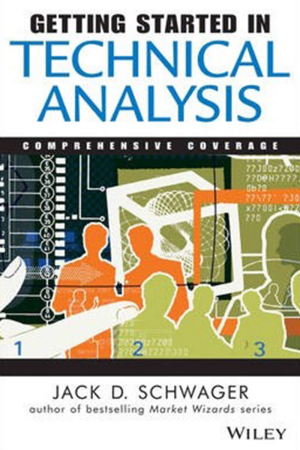 GETTING STARTED IN
TECHNICAL
ANALYSIS
COMPREHENSIVE COVERAGE
1
2
3
JACK D. SCHWAGER
author of bestselling Market Wizards series
WILEY